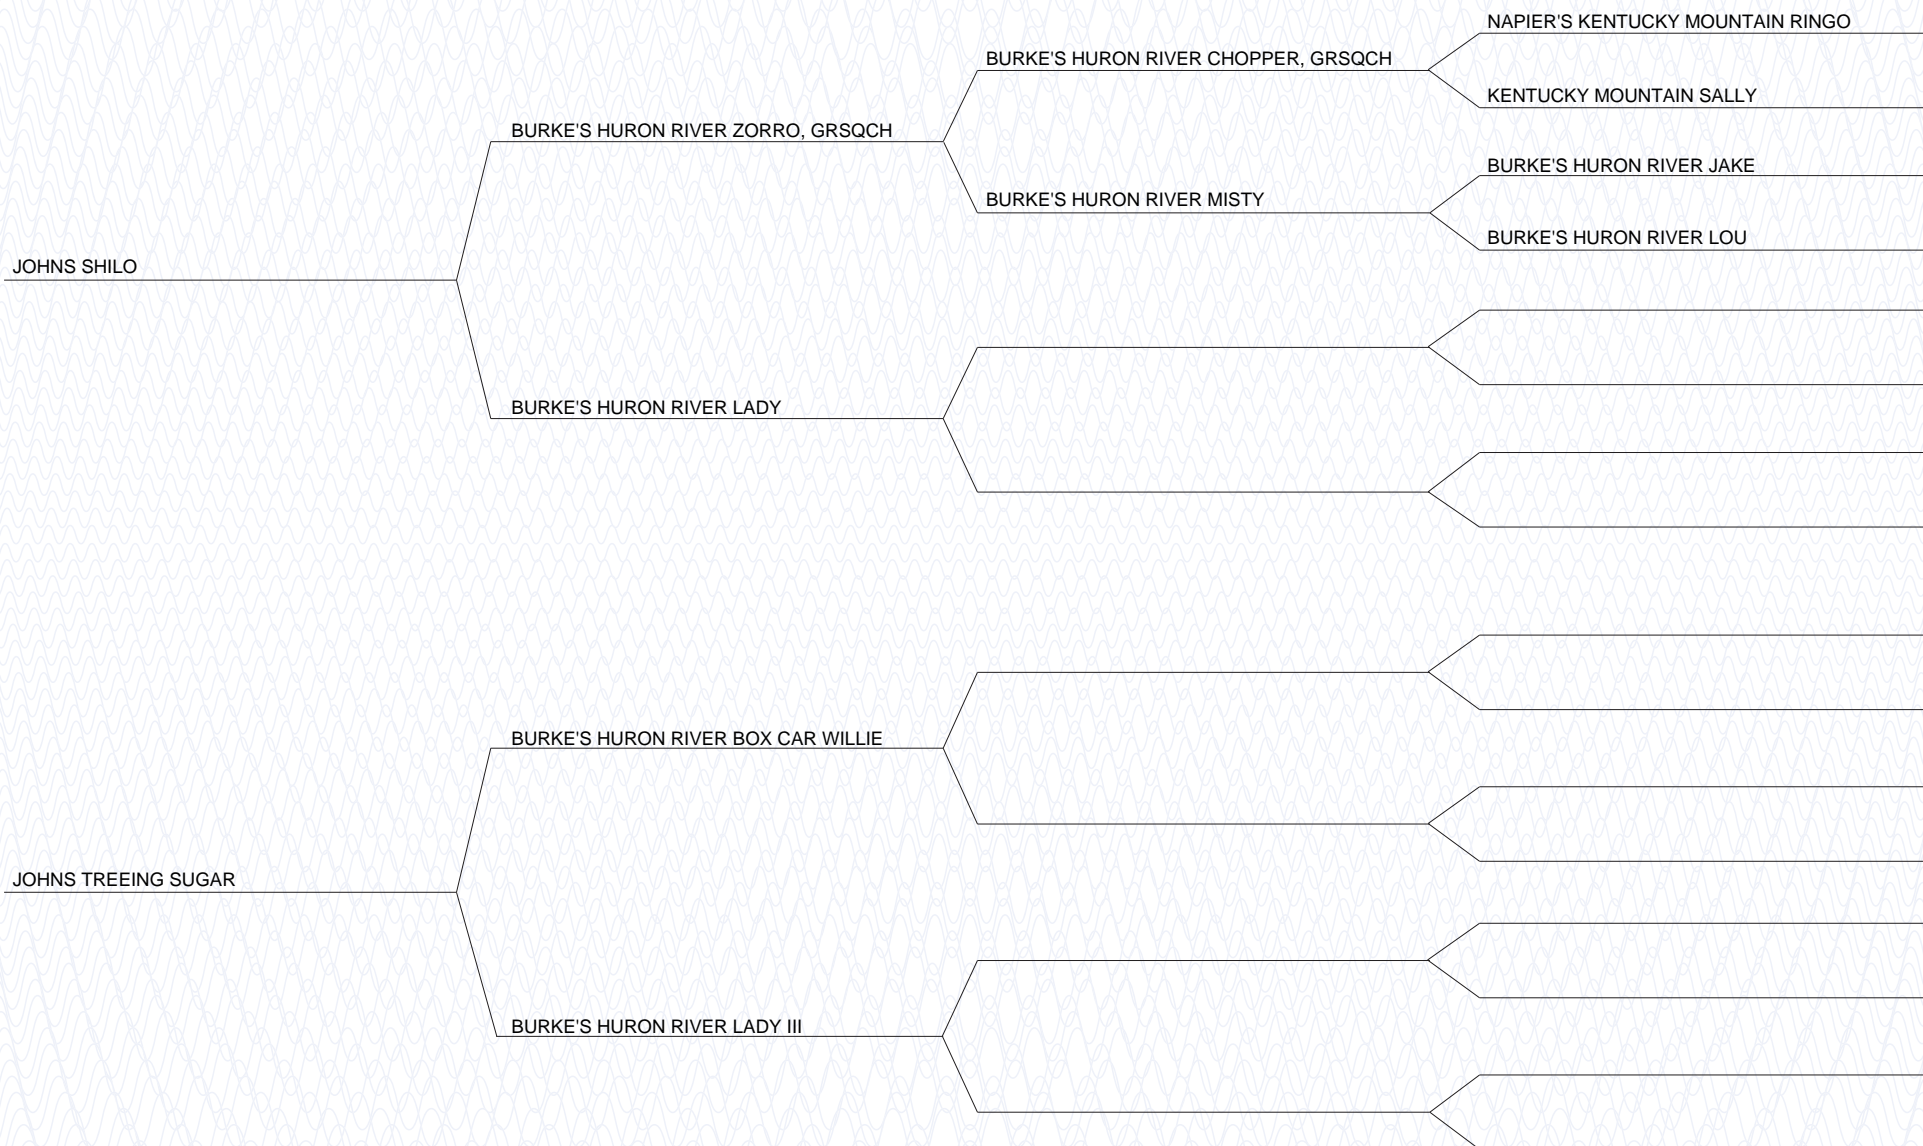 NAPIER'S KENTUCKY MOUNTAIN RINGO
BURKE'S HURON RIVER CHOPPER, GRSQCH
KENTUCKY MOUNTAIN SALLY
BURKE'S HURON RIVER ZORRO, GRSQCH
BURKE'S HURON RIVER JAKE
BURKE'S HURON RIVER MISTY
BURKE'S HURON RIVER LOU
JOHNS SHILO
BURKE'S HURON RIVER LADY
BURKE'S HURON RIVER BOX CAR WILLIE
JOHNS TREEING SUGAR
BURKE'S HURON RIVER LADY III